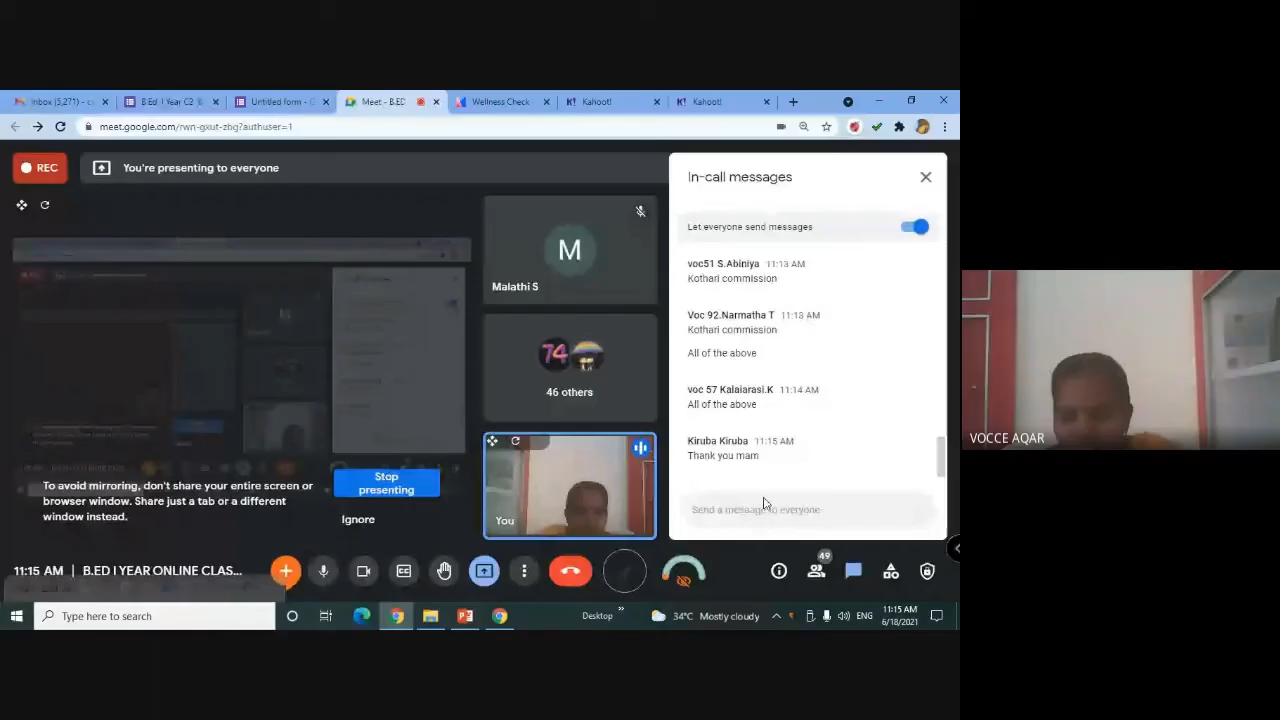 Inbox (5,271) - c
B.Ed I Year C2
Untitled form - G
Meet - B.ED
Wellness Check
Kahoot!
Kahoot!
meet.google.com/rwn-gxut-zbg?authuser=1
REC
You're presenting to everyone
In-call messages
Let everyone send messages
M
Malathi S
voc51 S.Abiniya 11:13 AM
Kothari commission
Voc 92.Narmatha T 11:13 AM
Kothari commission
All of the above
74
46 others
voc 57 Kalaiarasi.K 11:14 AM
All of the above
Kiruba Kiruba 11:15 AM
Thank you mam
VOCCE AQAR
To avoid mirroring, don't share your entire screen or
browser window. Share just a tab or a different
window instead.
Stop
presenting
Ignore
You
Send a message to everyone
11:15 AM | B.ED I YEAR ONLINE CLAS...
49
Type here to search
Desktop
34°C Mostly cloudy
ENG
11:15 AM
6/18/2021